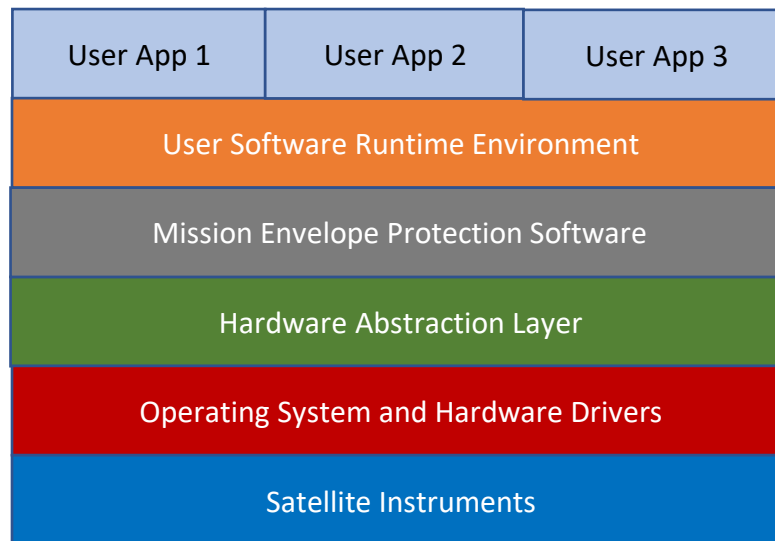 User App 1
User App 2
User App 3
User Software Runtime Environment
Mission Envelope Protection Software
Hardware Abstraction Layer
Operating System and Hardware Drivers
Satellite Instruments